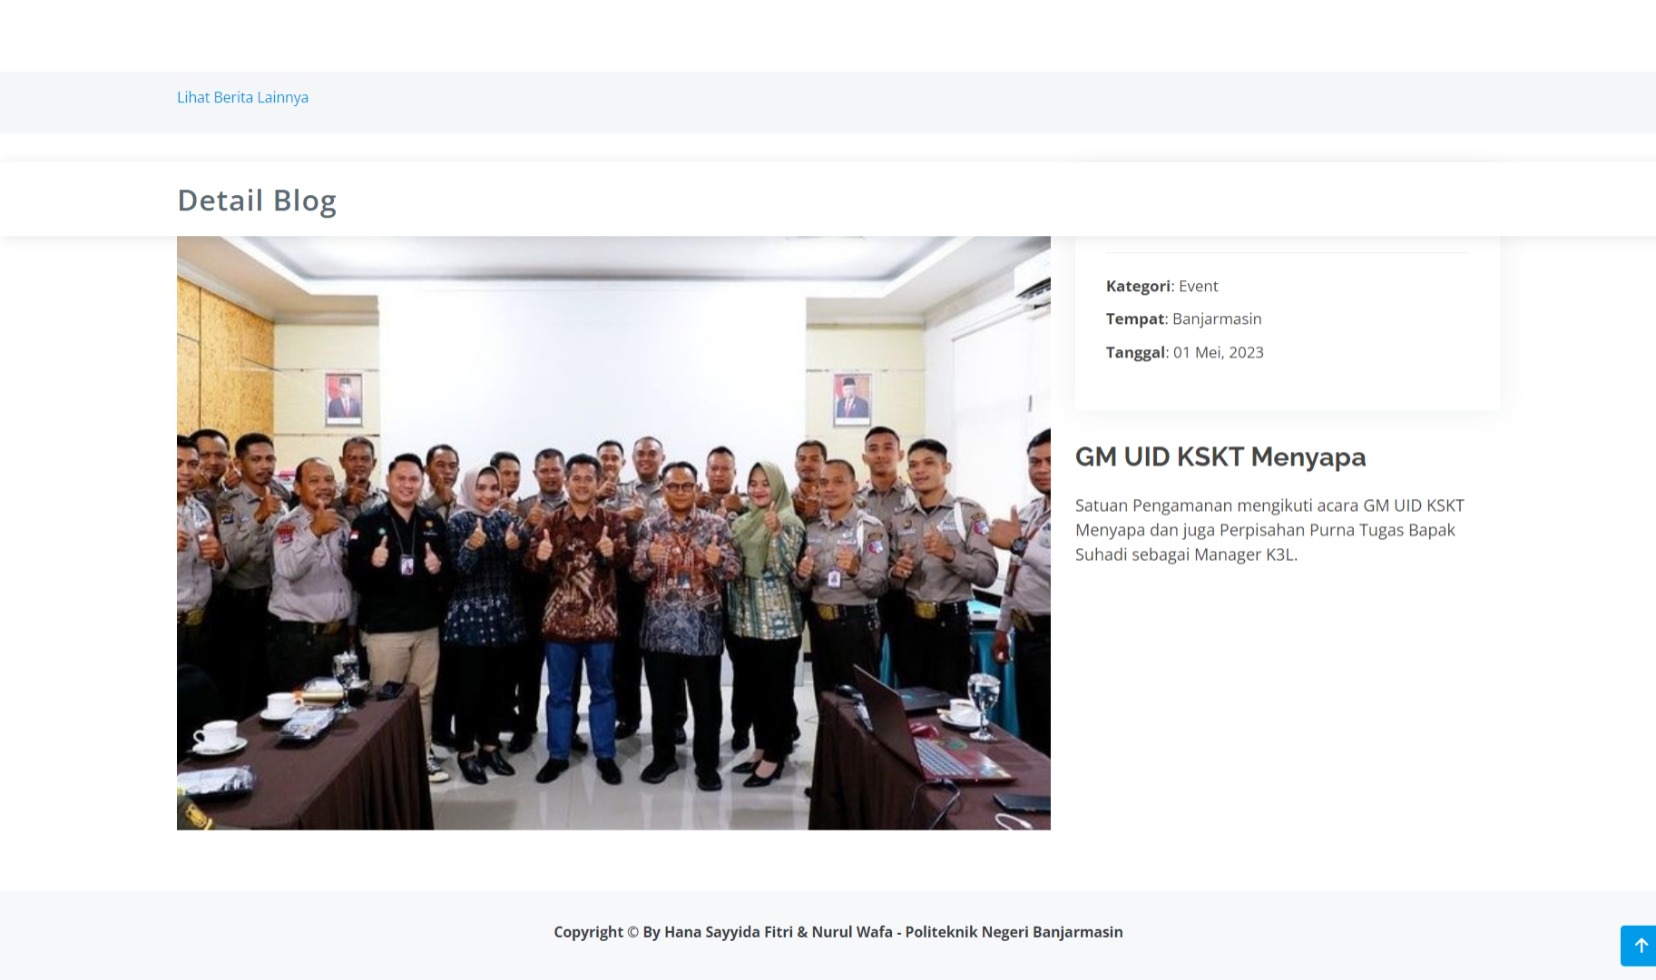 Lihat Berita Lainnya
Detail Blog
Kategori: Event
Tempat: Banjarmasin
Tanggal: 01 Mei, 2023
GM UID KSKT Menyapa
Satuan Pengamanan mengikuti acara GM UID KSKT
Menyapa dan juga Perpisahan Purna Tugas Bapak
Suhadi sebagai Manager K3L.
Copyright © By Hana Sayyida Fitri & Nurul Wafa - Politeknik Negeri Banjarmasin